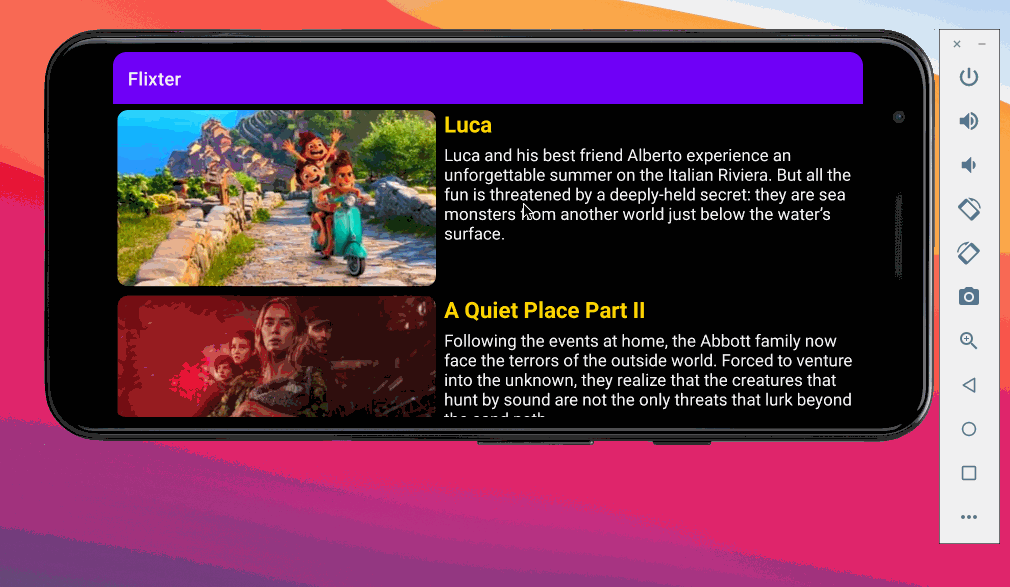 Flixter
Luca
Luca and his best friend Alberto experience an
unforgettable summer on the Italian Riviera. But all the
fun is threatened by a deeply-held secret: they are sea
monsters from another world just below the water's
surface.
A Quiet Place Part II
Following the events at home, the Abbott family now
face the terrors of the outside world. Forced to venture
into the unknown, they realize that the creatures that
hunt by sound are not the only threats that lurk beyond
the sand path.